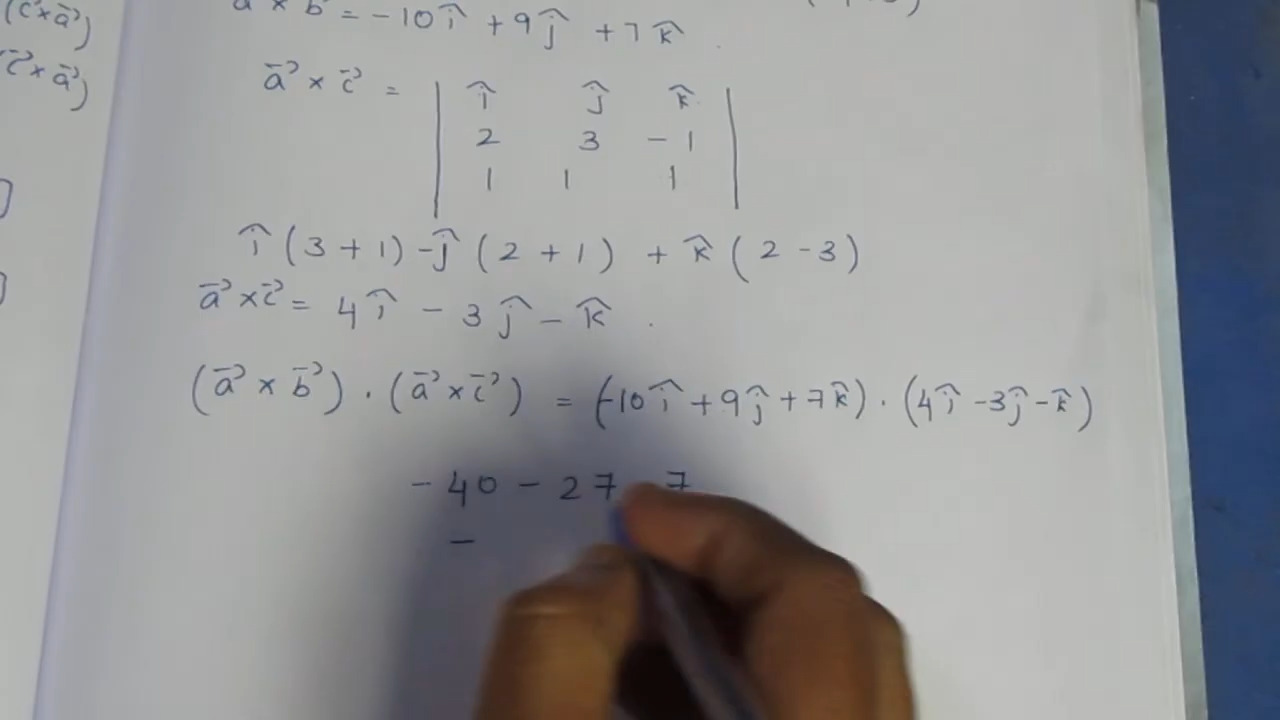 (c⃗ × a⃗)
c⃗ × a⃗)
a × b = -10î + 9ĵ + 7k̂
a⃗ × c⃗ = | î ĵ k̂ |
2 3 -1
1 1 1
î (3 + 1) - ĵ (2 + 1) + k̂ (2 - 3)
a⃗ × c⃗ = 4î - 3ĵ - k̂ .
(a⃗ × b⃗) . (a⃗ × c⃗) = (-10î + 9ĵ + 7k̂) . (4î - 3ĵ - k̂)
-40 - 27 7
-